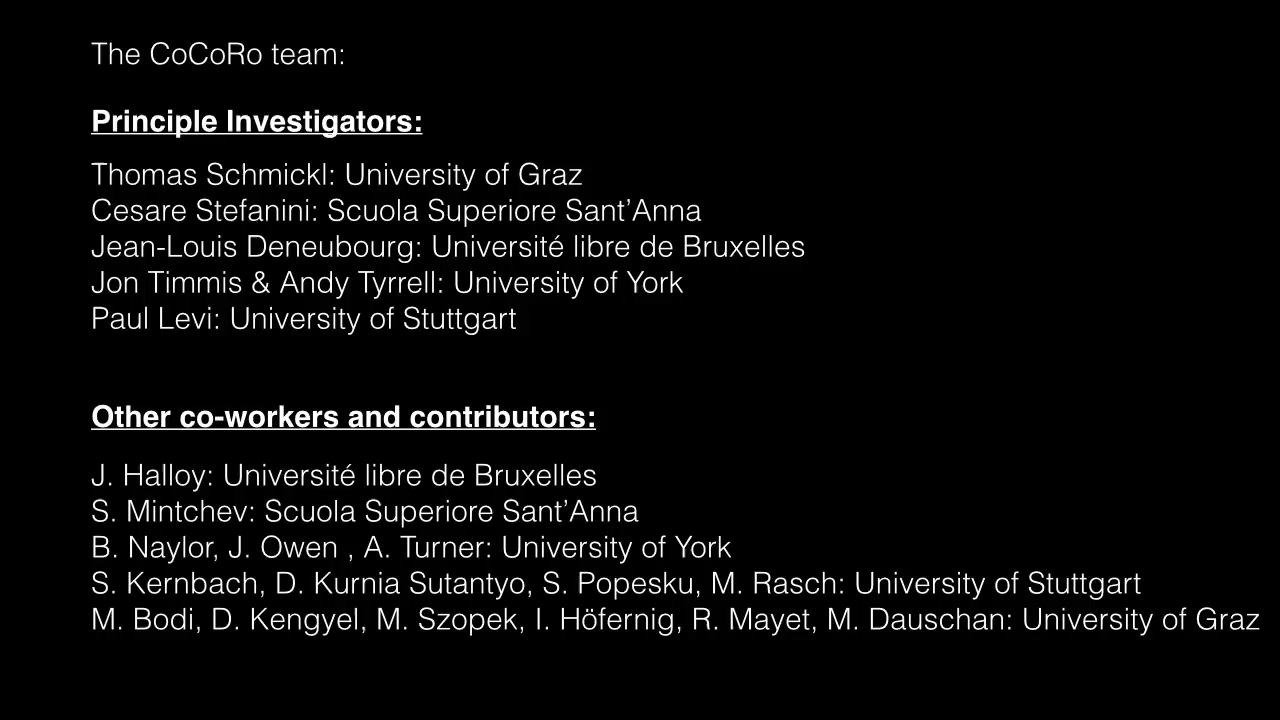 The CoCoRo team:
Principle Investigators:
Thomas Schmickl: University of Graz
Cesare Stefanini: Scuola Superiore Sant’Anna
Jean-Louis Deneubourg: Université libre de Bruxelles
Jon Timmis & Andy Tyrrell: University of York
Paul Levi: University of Stuttgart
Other co-workers and contributors:
J. Halloy: Université libre de Bruxelles
S. Mintchev: Scuola Superiore Sant’Anna
B. Naylor, J. Owen , A. Turner: University of York
S. Kernbach, D. Kurnia Sutantyo, S. Popesku, M. Rasch: University of Stuttgart
M. Bodi, D. Kengyel, M. Szopek, I. Höfernig, R. Mayet, M. Dauschan: University of Graz